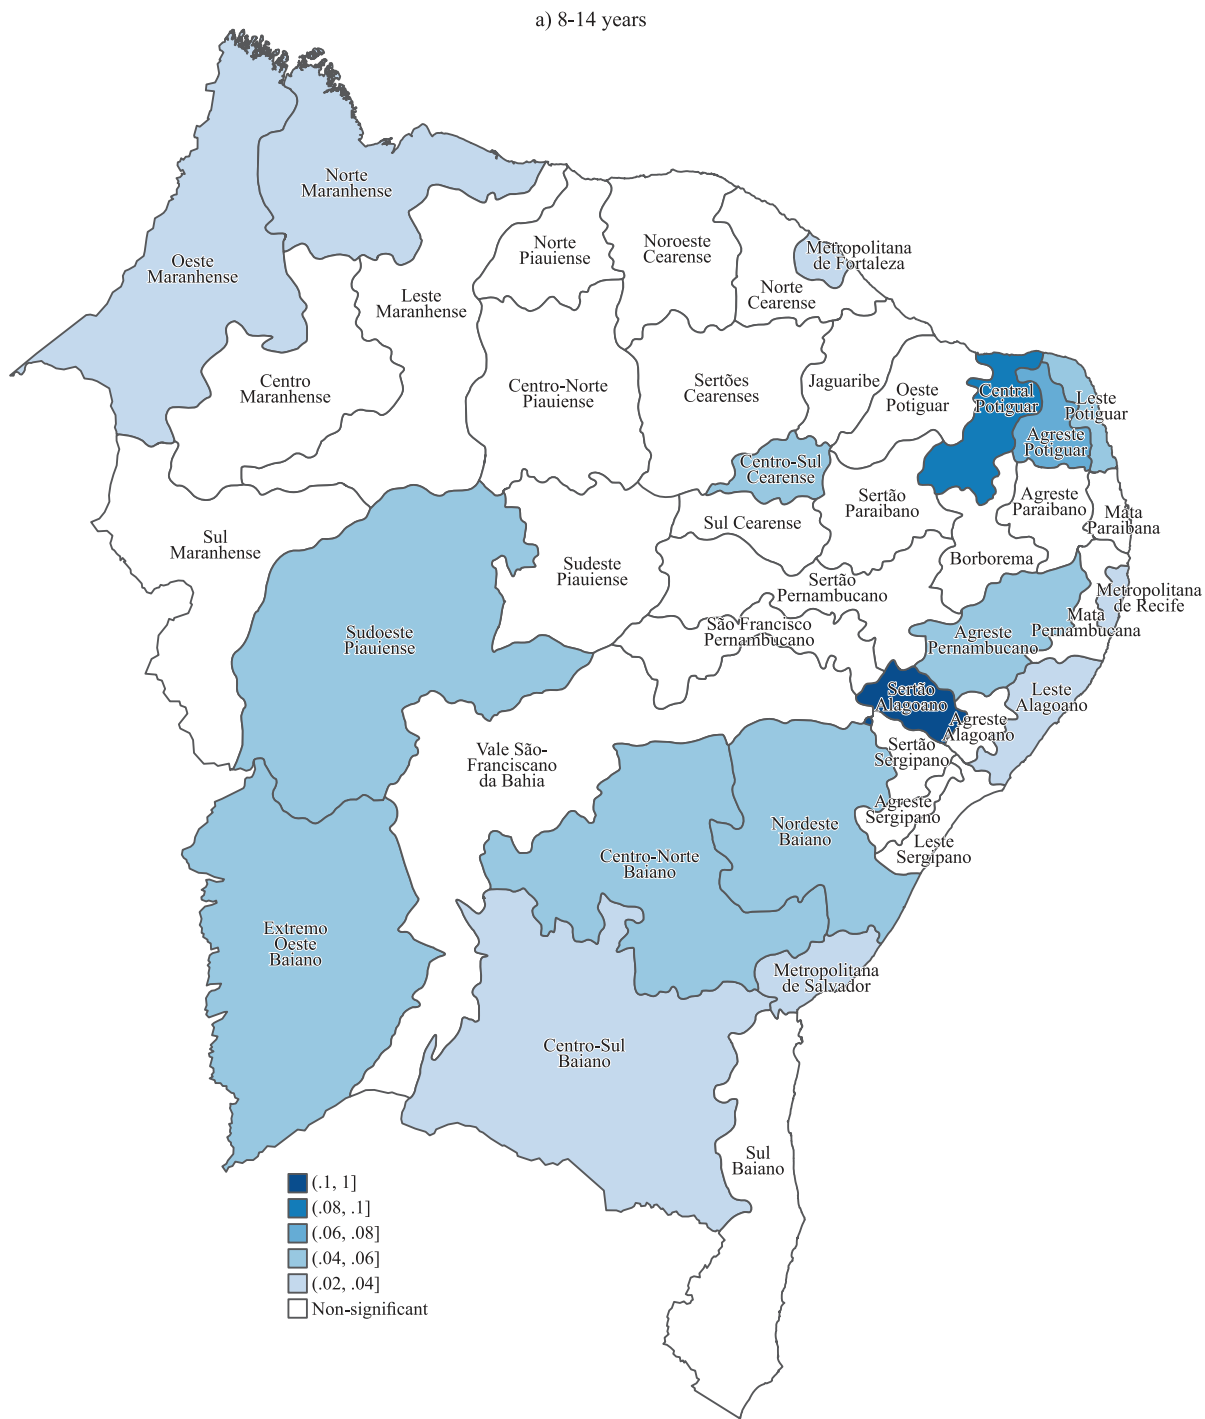 a) 8-14 years
Norte
Maranhense
Oeste
Maranhense
Leste
Maranhense
Norte
Piauiense
Noroeste
Cearense
Metropolitana
de Fortaleza
Norte
Cearense
Centro
Maranhense
Centro-Norte
Piauiense
Sertões
Cearenses
Jaguaribe
Oeste
Potiguar
Central
Potiguar
Leste
Potiguar
Agreste
Potiguar
Centro-Sul
Cearense
Sertão
Paraibano
Agreste
Paraibano
Mata
Paraibana
Sul
Maranhense
Sul Cearense
Sudeste
Piauiense
Borborema
Sertão
Pernambucano
Metropolitana
de Recife
Mata
Pernambucana
Sudoeste
Piauiense
São Francisco
Pernambucano
Agreste
Pernambucano
Sertão
Alagoano
Leste
Alagoano
Agreste
Alagoano
Vale São-
Franciscano
da Bahia
Sertão
Sergipano
Agreste
Sergipano
Nordeste
Baiano
Leste
Sergipano
Centro-Norte
Baiano
Extremo
Oeste
Baiano
Metropolitana
de Salvador
Centro-Sul
Baiano
Sul
Baiano
(.1, 1]
(.08, .1]
(.06, .08]
(.04, .06]
(.02, .04]
Non-significant